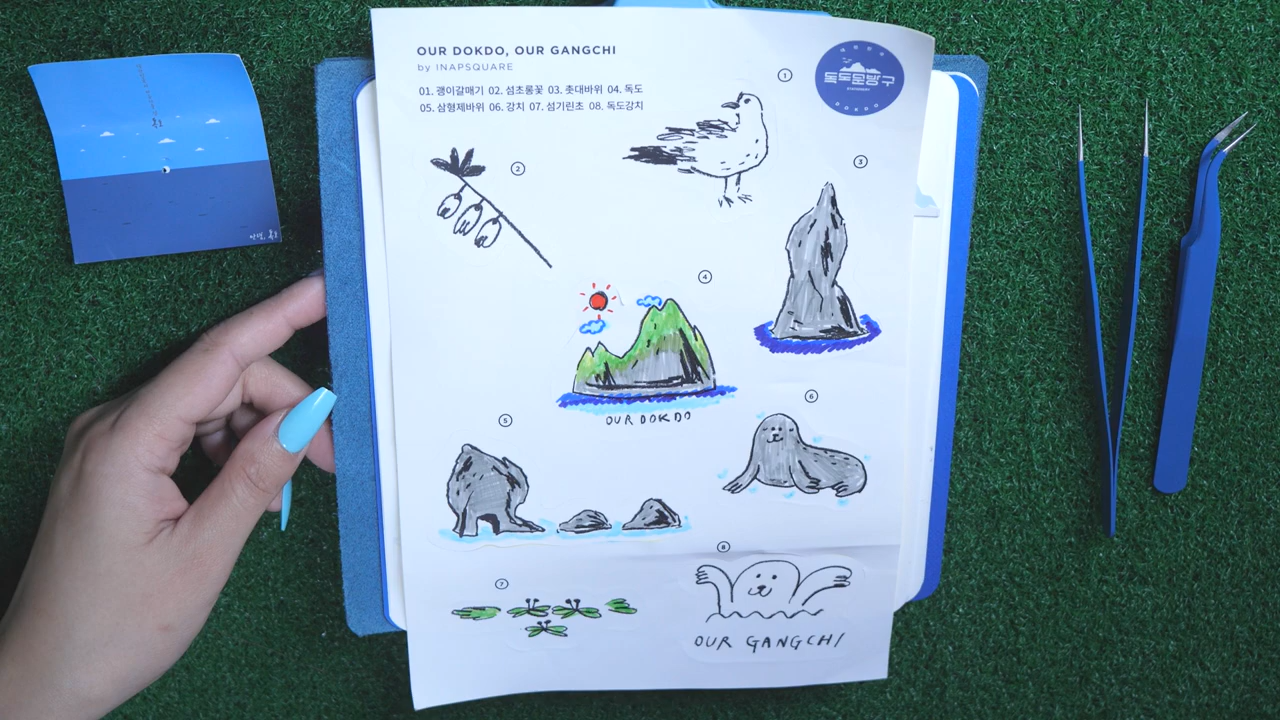 OUR DOKDO, OUR GANGCHI
by INAPSQUARE
01. 괭이갈매기 02. 섬초롱꽃 03. 촛대바위 04. 독도
05. 삼형제바위 06. 강치 07. 섬기린초 08. 독도강치
독도문방구
STATIONERY
DOKDO
1
2
3
4
OUR DOKDO
5
6
7
8
OUR GANGCHI